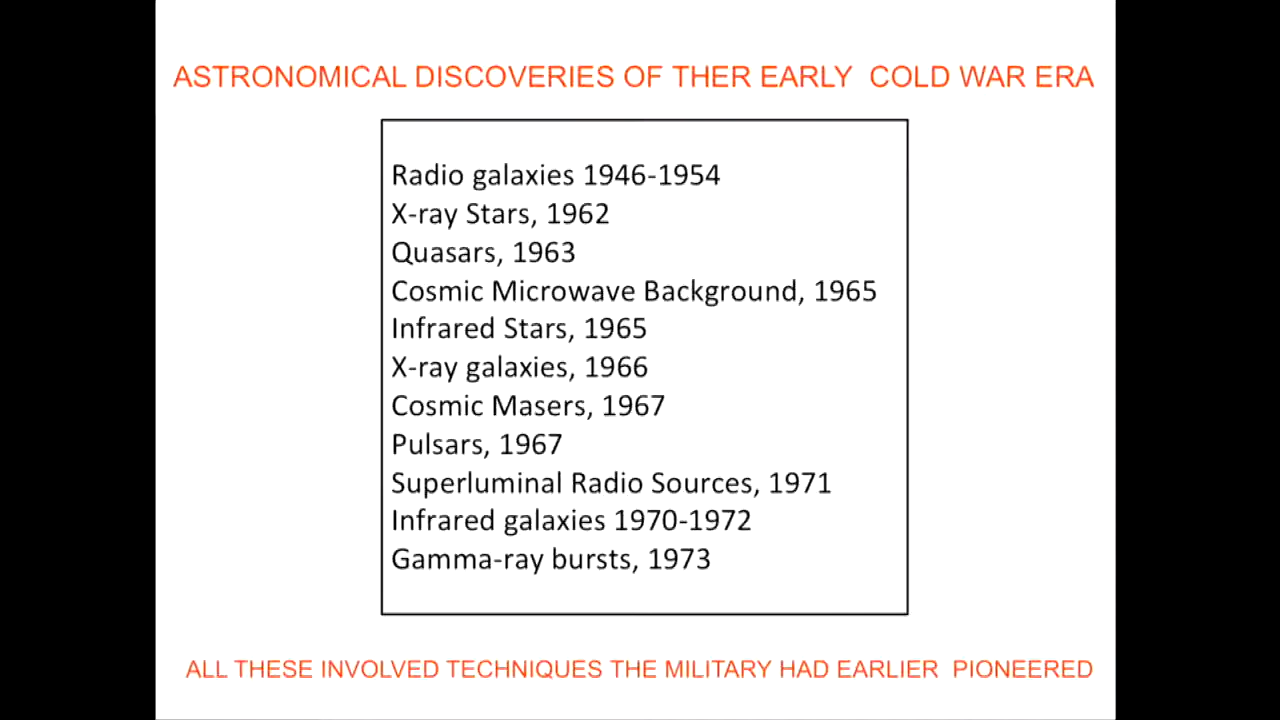 ASTRONOMICAL DISCOVERIES OF THER EARLY COLD WAR ERA
Radio galaxies 1946-1954
X-ray Stars, 1962
Quasars, 1963
Cosmic Microwave Background, 1965
Infrared Stars, 1965
X-ray galaxies, 1966
Cosmic Masers, 1967
Pulsars, 1967
Superluminal Radio Sources, 1971
Infrared galaxies 1970-1972
Gamma-ray bursts, 1973
ALL THESE INVOLVED TECHNIQUES THE MILITARY HAD EARLIER PIONEERED